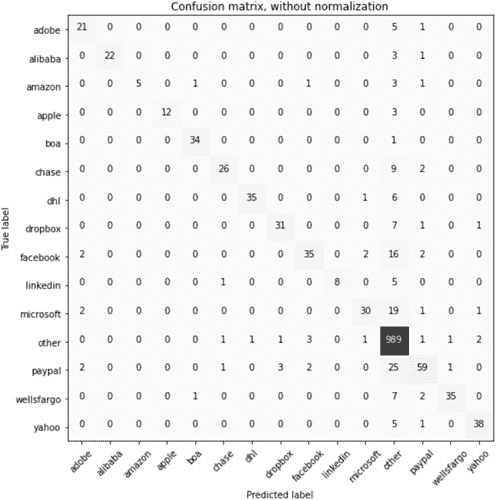 Confusion matrix, without normalization
True label
adobe 21 0 0 0 0 0 0 0 0 0 0 5 1 0 0
alibaba 0 22 0 0 0 0 0 0 0 0 0 3 1 0 0
amazon 0 0 5 0 1 0 0 0 1 0 0 3 1 0 0
apple 0 0 0 12 0 0 0 0 0 0 0 3 0 0 0
boa 0 0 0 0 34 0 0 0 0 0 0 1 0 0 0
chase 0 0 0 0 0 26 0 0 0 0 0 9 2 0 0
dhl 0 0 0 0 0 0 35 0 0 0 1 6 0 0 0
dropbox 0 0 0 0 0 0 0 31 0 0 0 7 1 0 1
facebook 2 0 0 0 0 0 0 0 35 0 2 16 2 0 0
linkedin 0 0 0 0 0 1 0 0 0 8 0 5 0 0 0
microsoft 2 0 0 0 0 0 0 0 0 0 30 19 1 0 1
other 0 0 0 0 0 1 1 1 3 0 1 989 1 1 2
paypal 2 0 0 0 0 1 0 3 2 0 0 25 59 1 0
wellsfargo 0 0 0 0 1 0 0 0 0 0 0 7 2 35 0
yahoo 0 0 0 0 0 0 0 0 0 0 0 5 1 0 38
adobe alibaba amazon apple boa chase dhl dropbox facebook linkedin microsoft other paypal wellsfargo yahoo
Predicted label